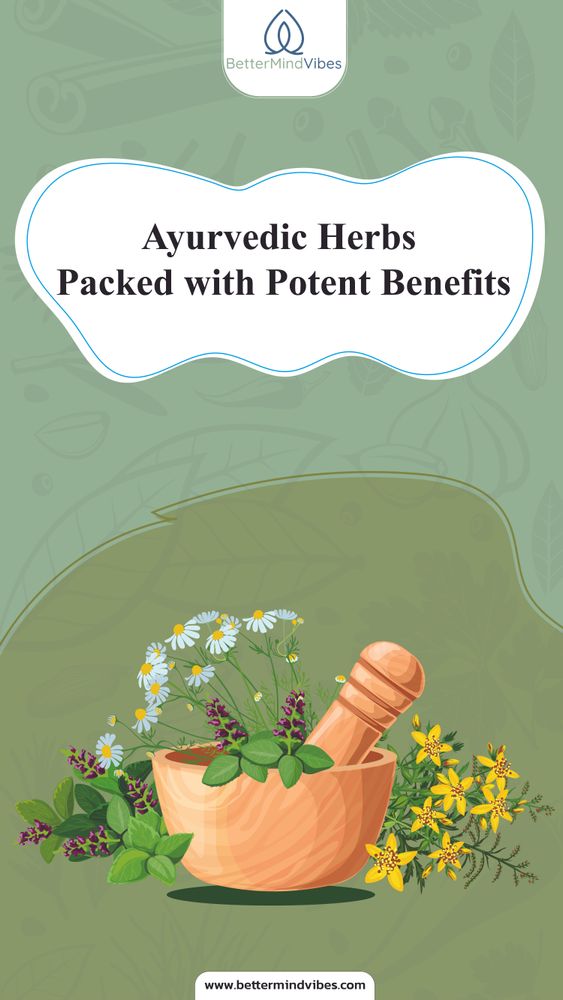 BetterMindVibes
Ayurvedic Herbs
Packed with Potent Benefits
www.bettermindvibes.com